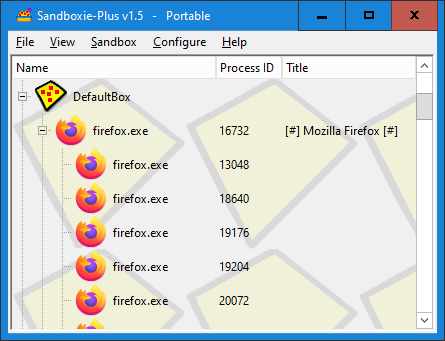 Sandboxie-Plus v1.5 - Portable
File View Sandbox Configure Help
Name Process ID Title
DefaultBox
firefox.exe 16732 [#] Mozilla Firefox [#]
firefox.exe 13048
firefox.exe 18640
firefox.exe 19176
firefox.exe 19204
firefox.exe 20072